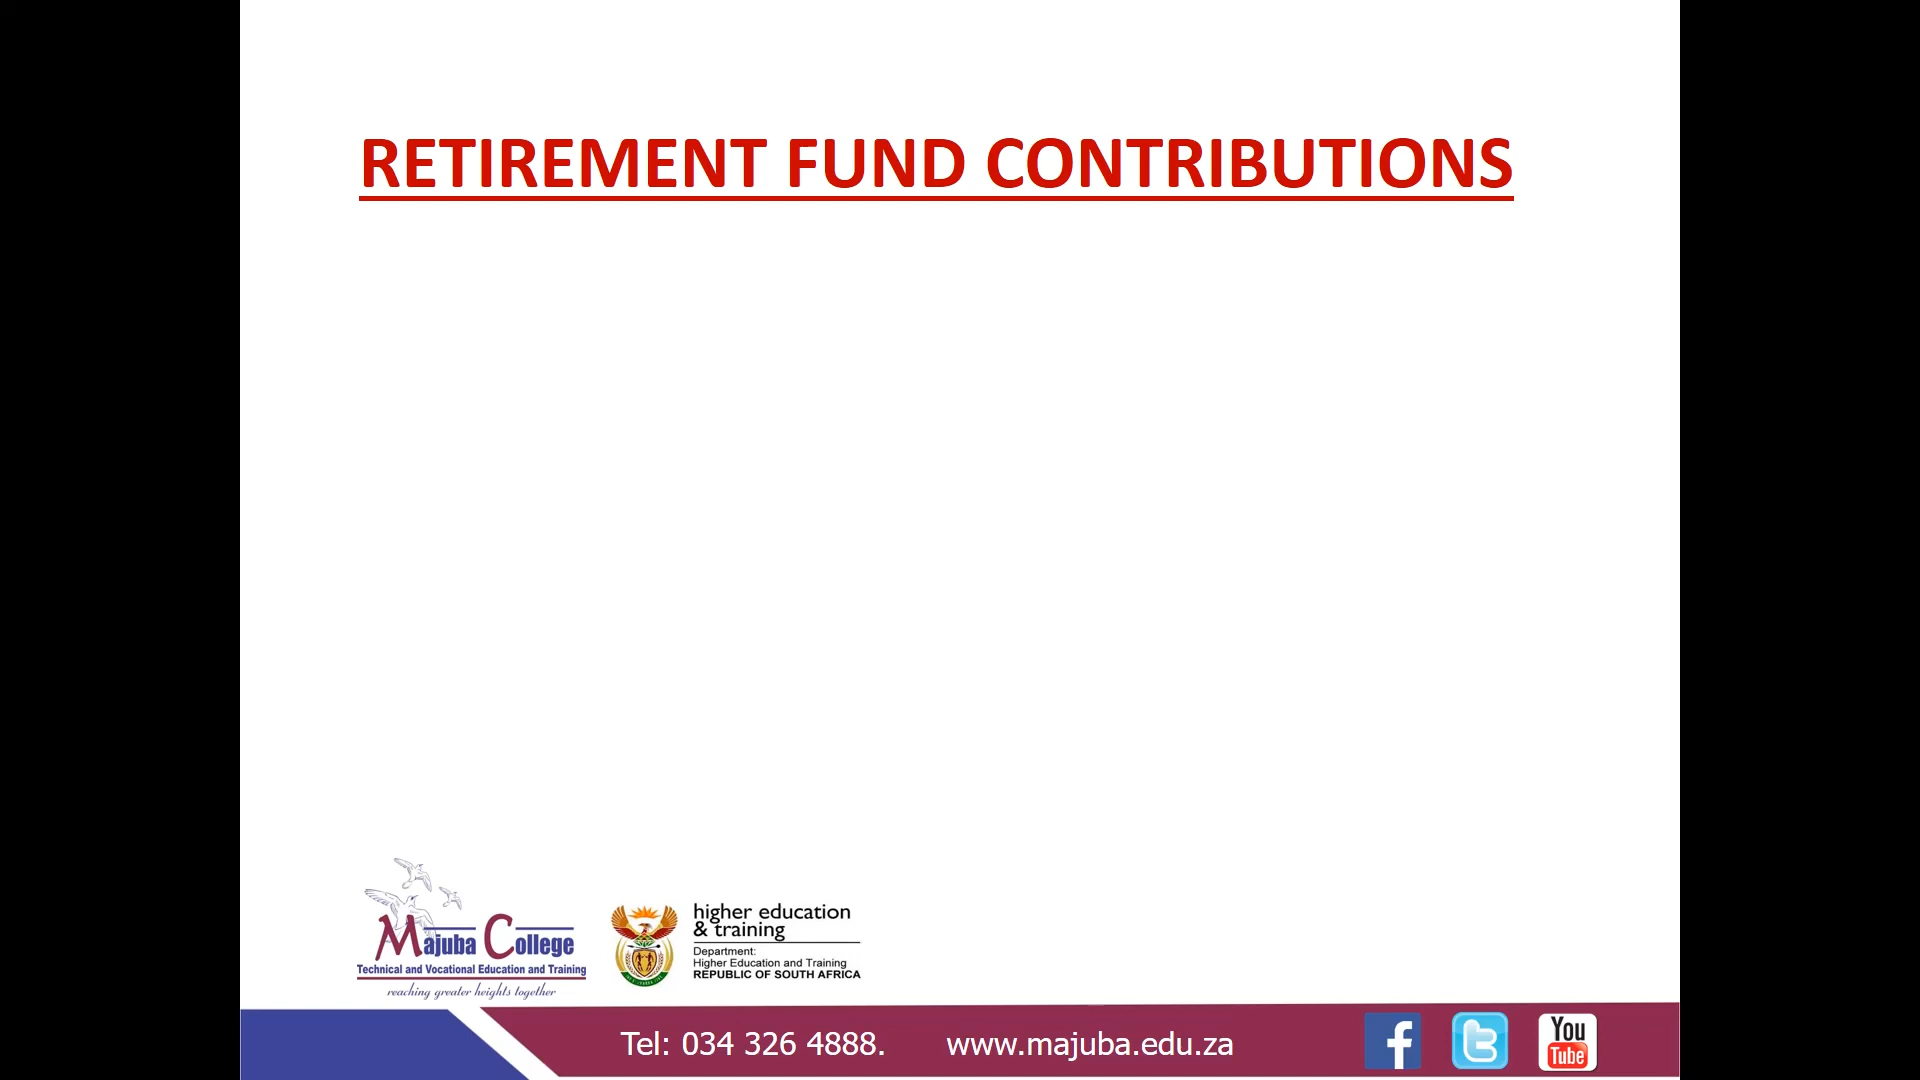 RETIREMENT FUND CONTRIBUTIONS
Majuba College
Technical and Vocational Education and Training
reaching greater heights together
higher education
& training
Department:
Higher Education and Training
REPUBLIC OF SOUTH AFRICA
Tel: 034 326 4888. www.majuba.edu.za
f
t
You
Tube